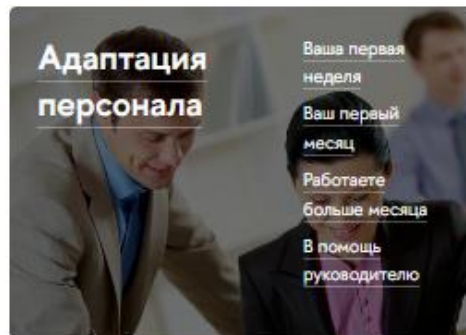 Адаптация
персонала
Ваша первая
неделя
Ваш первый
месяц
Работаете
больше месяца
В помощь
руководителю